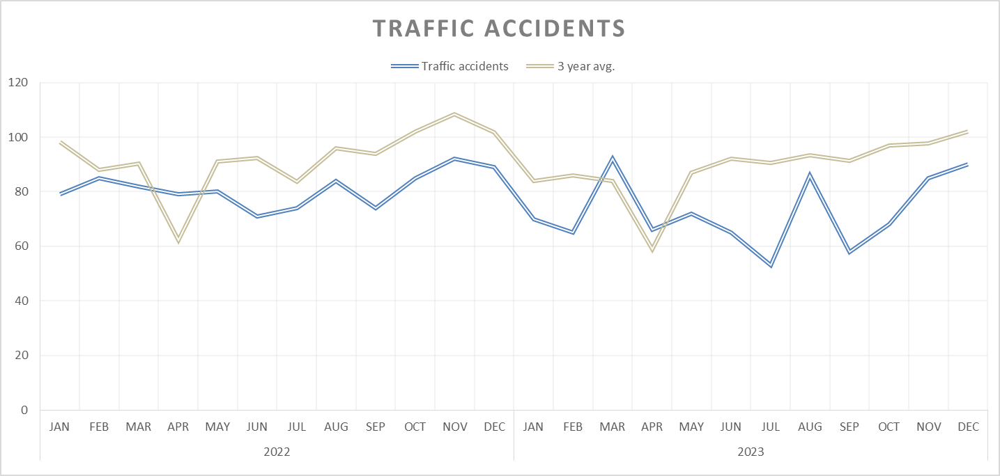 TRAFFIC ACCIDENTS
Traffic accidents 3 year avg.
120
100
80
60
40
20
0
JAN FEB MAR APR MAY JUN JUL AUG SEP OCT NOV DEC JAN FEB MAR APR MAY JUN JUL AUG SEP OCT NOV DEC
2022 2023